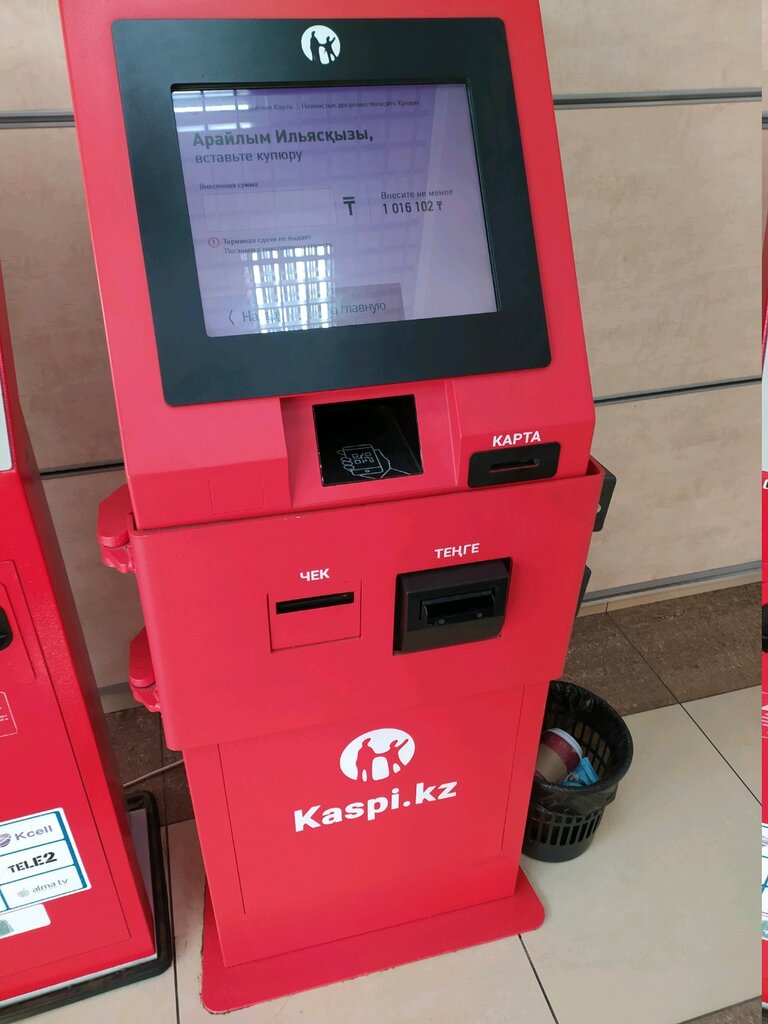 Карта
Полностью досрочно погасить Кредит
Арайлым Ильясқызы,
вставьте купюру
Внесенная сумма
₸
Внесите не менее
1 016 102 ₸
Терминал сдачи не выдает.
главную
КАРТА
ЧЕК
ТЕҢГЕ
Kaspi.kz
Kcell
TELE2
alma.tv